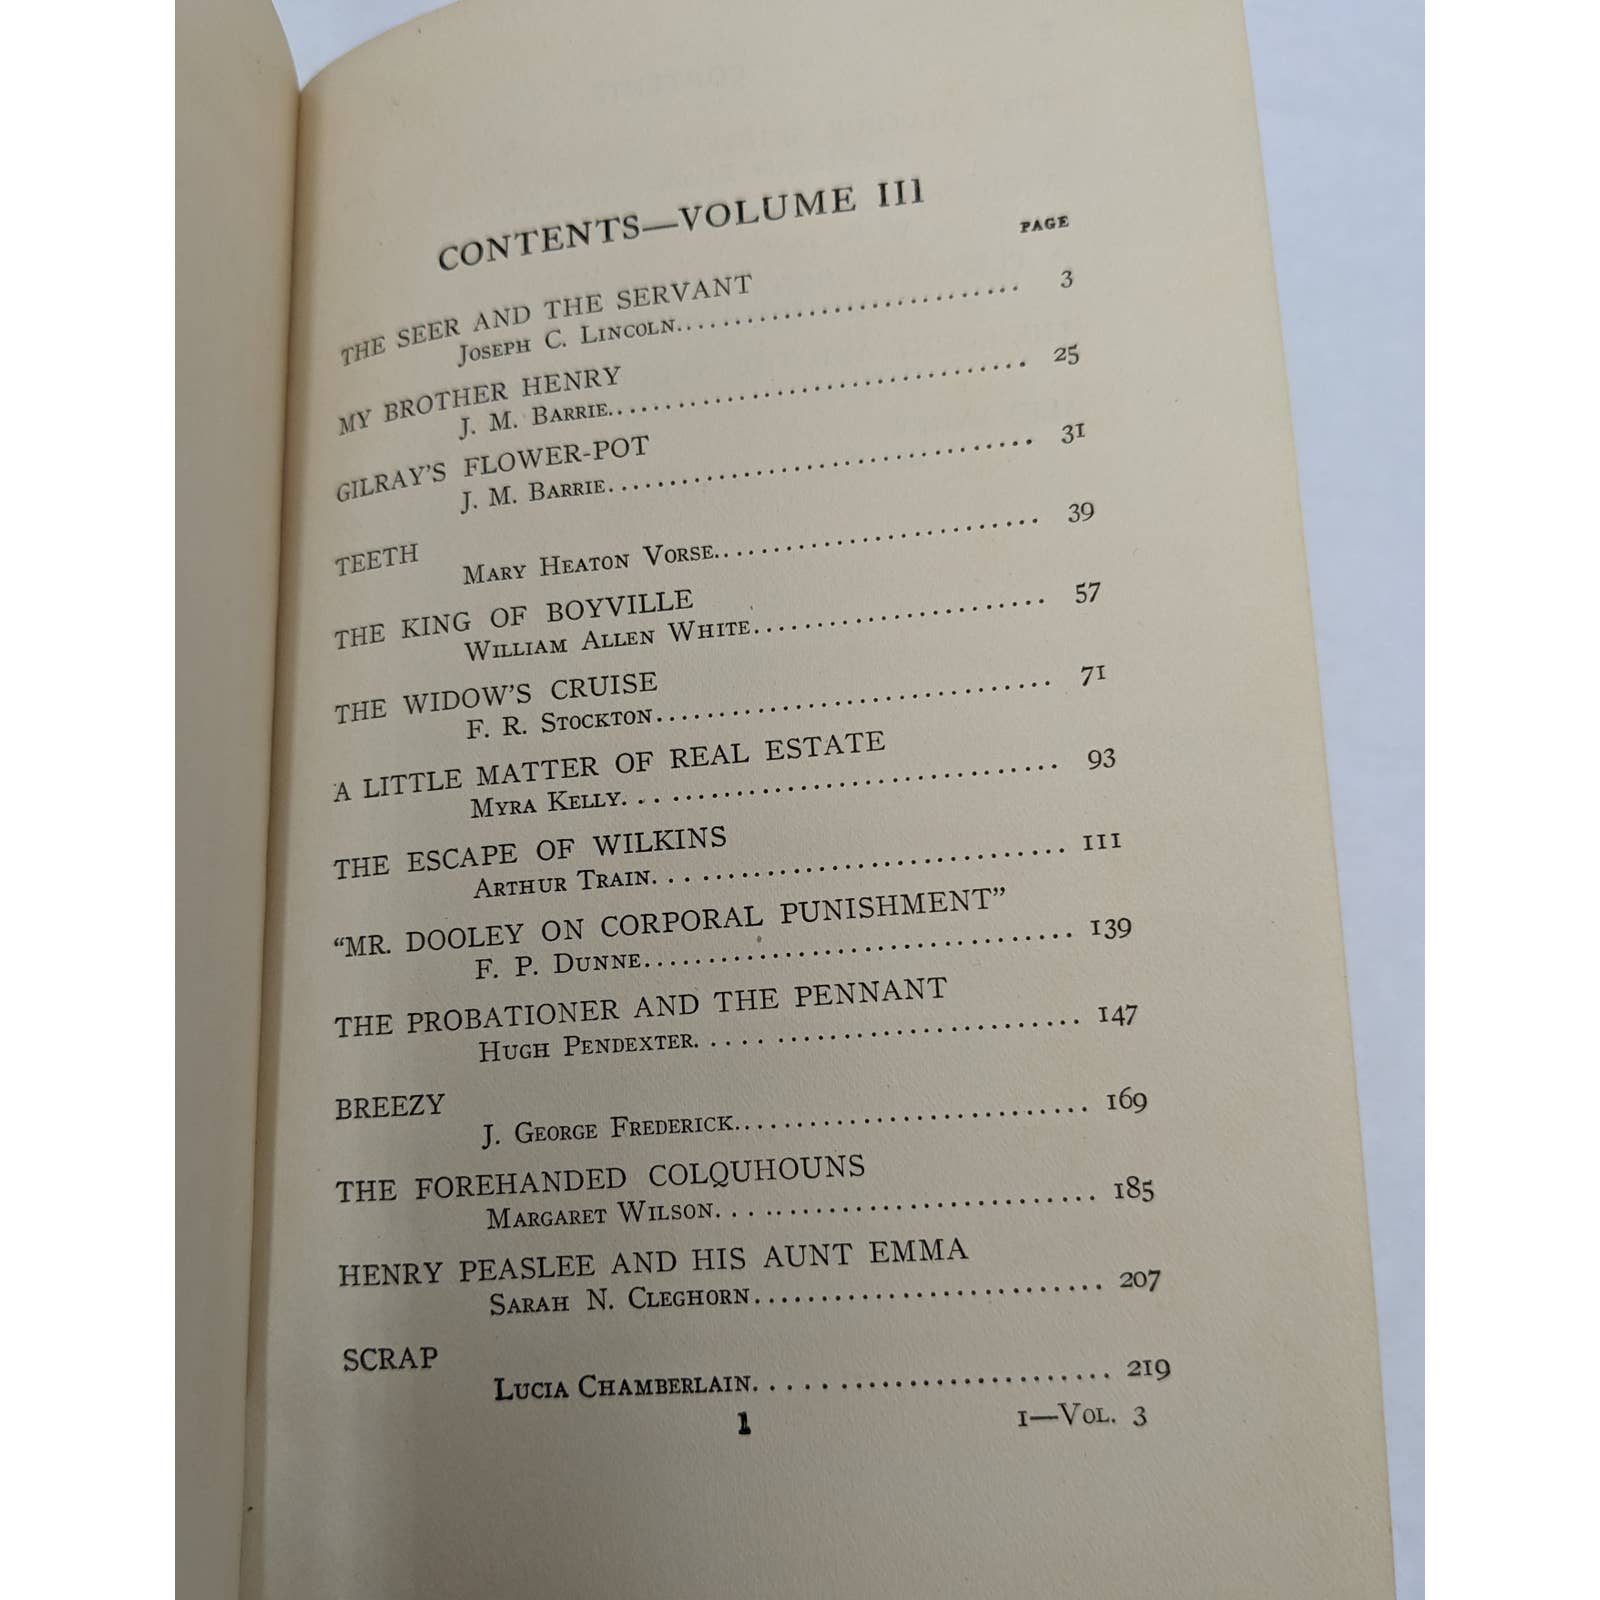 CONTENTS—VOLUME III
PAGE
THE SEER AND THE SERVANT
JOSEPH C. LINCOLN.............................. 3
MY BROTHER HENRY
J. M. BARRIE.................................... 25
GILRAY'S FLOWER-POT
J. M. BARRIE.................................... 31
TEETH
MARY HEATON VORSE........................... 39
THE KING OF BOYVILLE
WILLIAM ALLEN WHITE......................... 57
THE WIDOW'S CRUISE
F. R. STOCKTON................................ 71
A LITTLE MATTER OF REAL ESTATE
MYRA KELLY................................... 93
THE ESCAPE OF WILKINS
ARTHUR TRAIN................................. 111
“MR. DOOLEY ON CORPORAL PUNISHMENT”
F. P. DUNNE.................................. 139
THE PROBATIONER AND THE PENNANT
HUGH PENDEXTER.............................. 147
BREEZY
J. GEORGE FREDERICK.......................... 169
THE FOREHANDED COLQUHOUNS
MARGARET WILSON............................. 185
HENRY PEASLEE AND HIS AUNT EMMA
SARAH N. CLEGHORN........................... 207
SCRAP
LUCIA CHAMBERLAIN........................... 219
1 1—VOL. 3